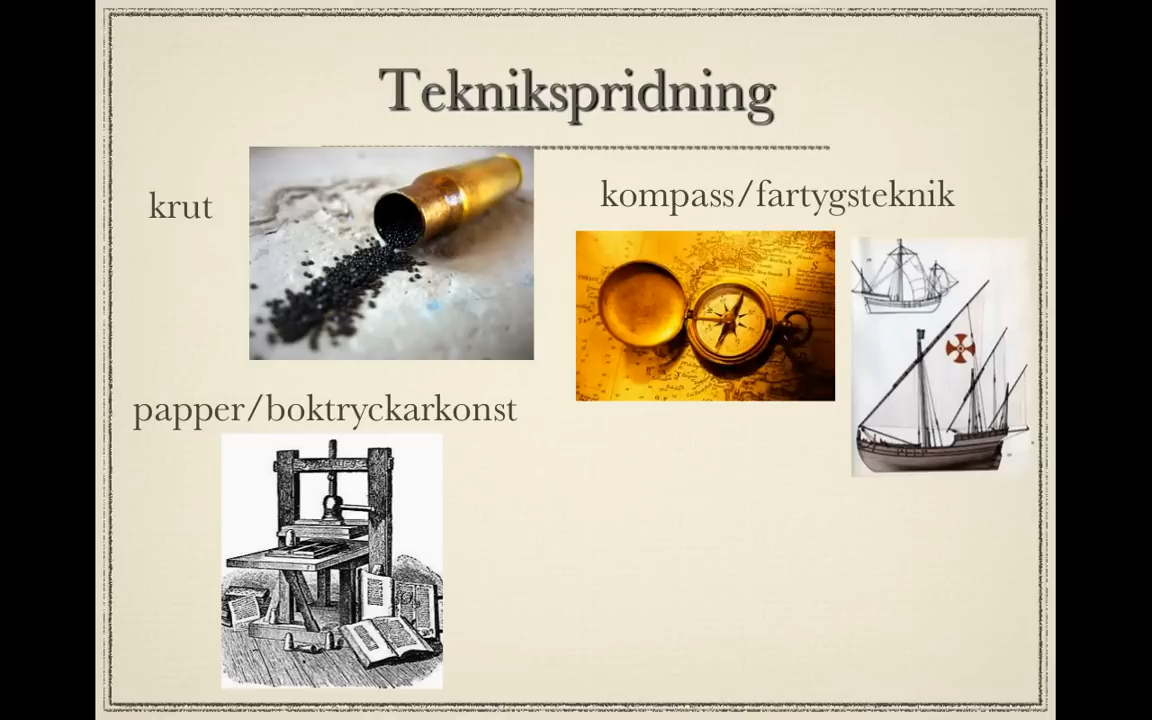 Teknikspridning
krut
kompass/fartygsteknik
papper/boktryckarkonst